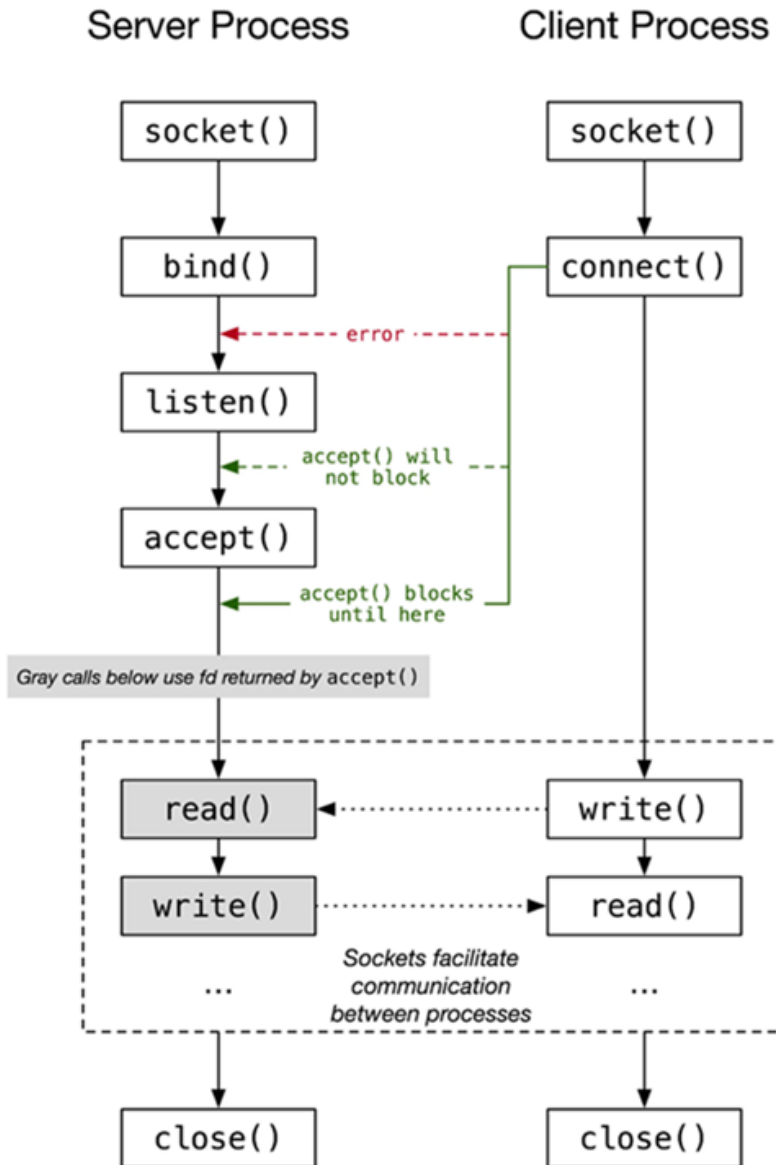 Server Process Client Process
socket() socket()
bind() connect()
error
listen()
accept() will
not block
accept()
accept() blocks
until here
Gray calls below use fd returned by accept()
read() write()
write() read()
Sockets facilitate
... communication ...
between processes
close() close()